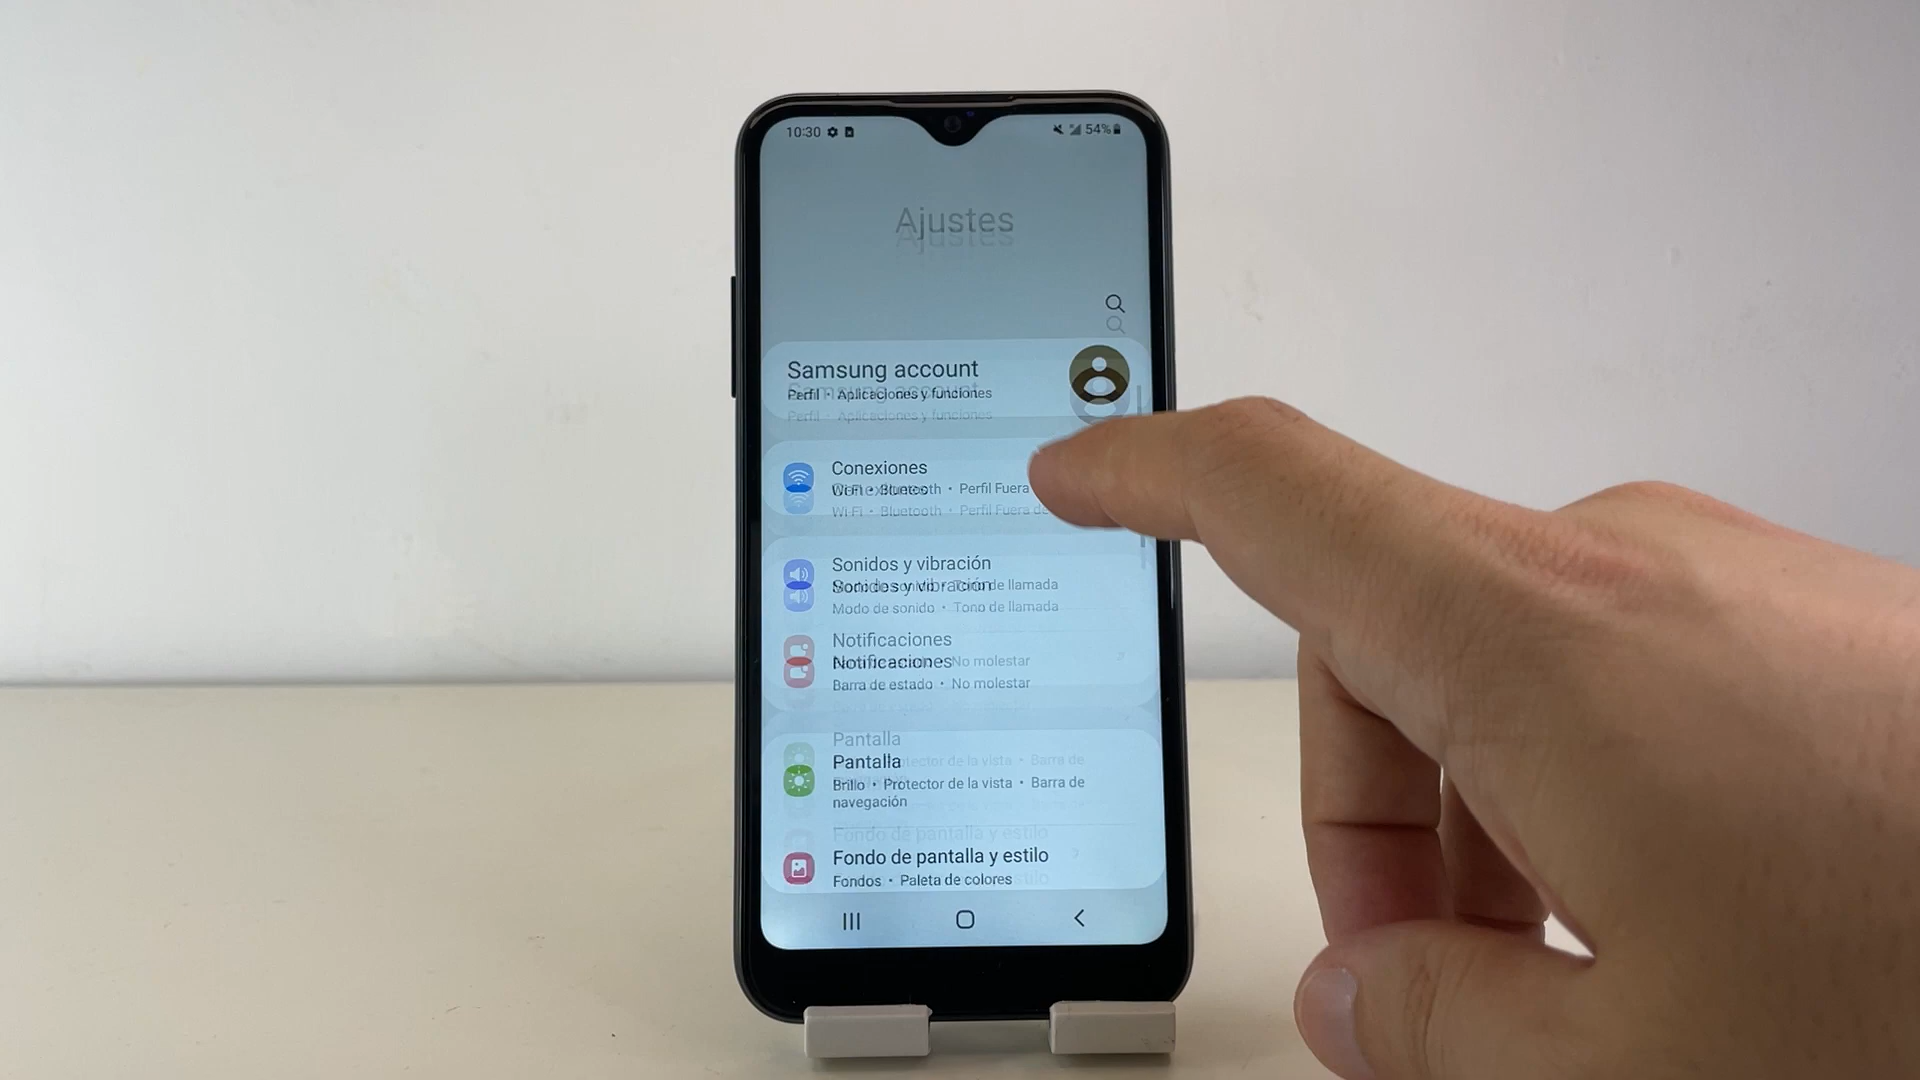 10:30
54%
Ajustes
Samsung account
Perfil • Aplicaciones y funciones
Conexiones
Wi-Fi • Bluetooth • Perfil Fuera de
Sonidos y vibración
Modo de sonido • Tono de llamada
Notificaciones
Barra de estado • No molestar
Pantalla
Brillo • Protector de la vista • Barra de
navegación
Fondo de pantalla y estilo
Fondos • Paleta de colores